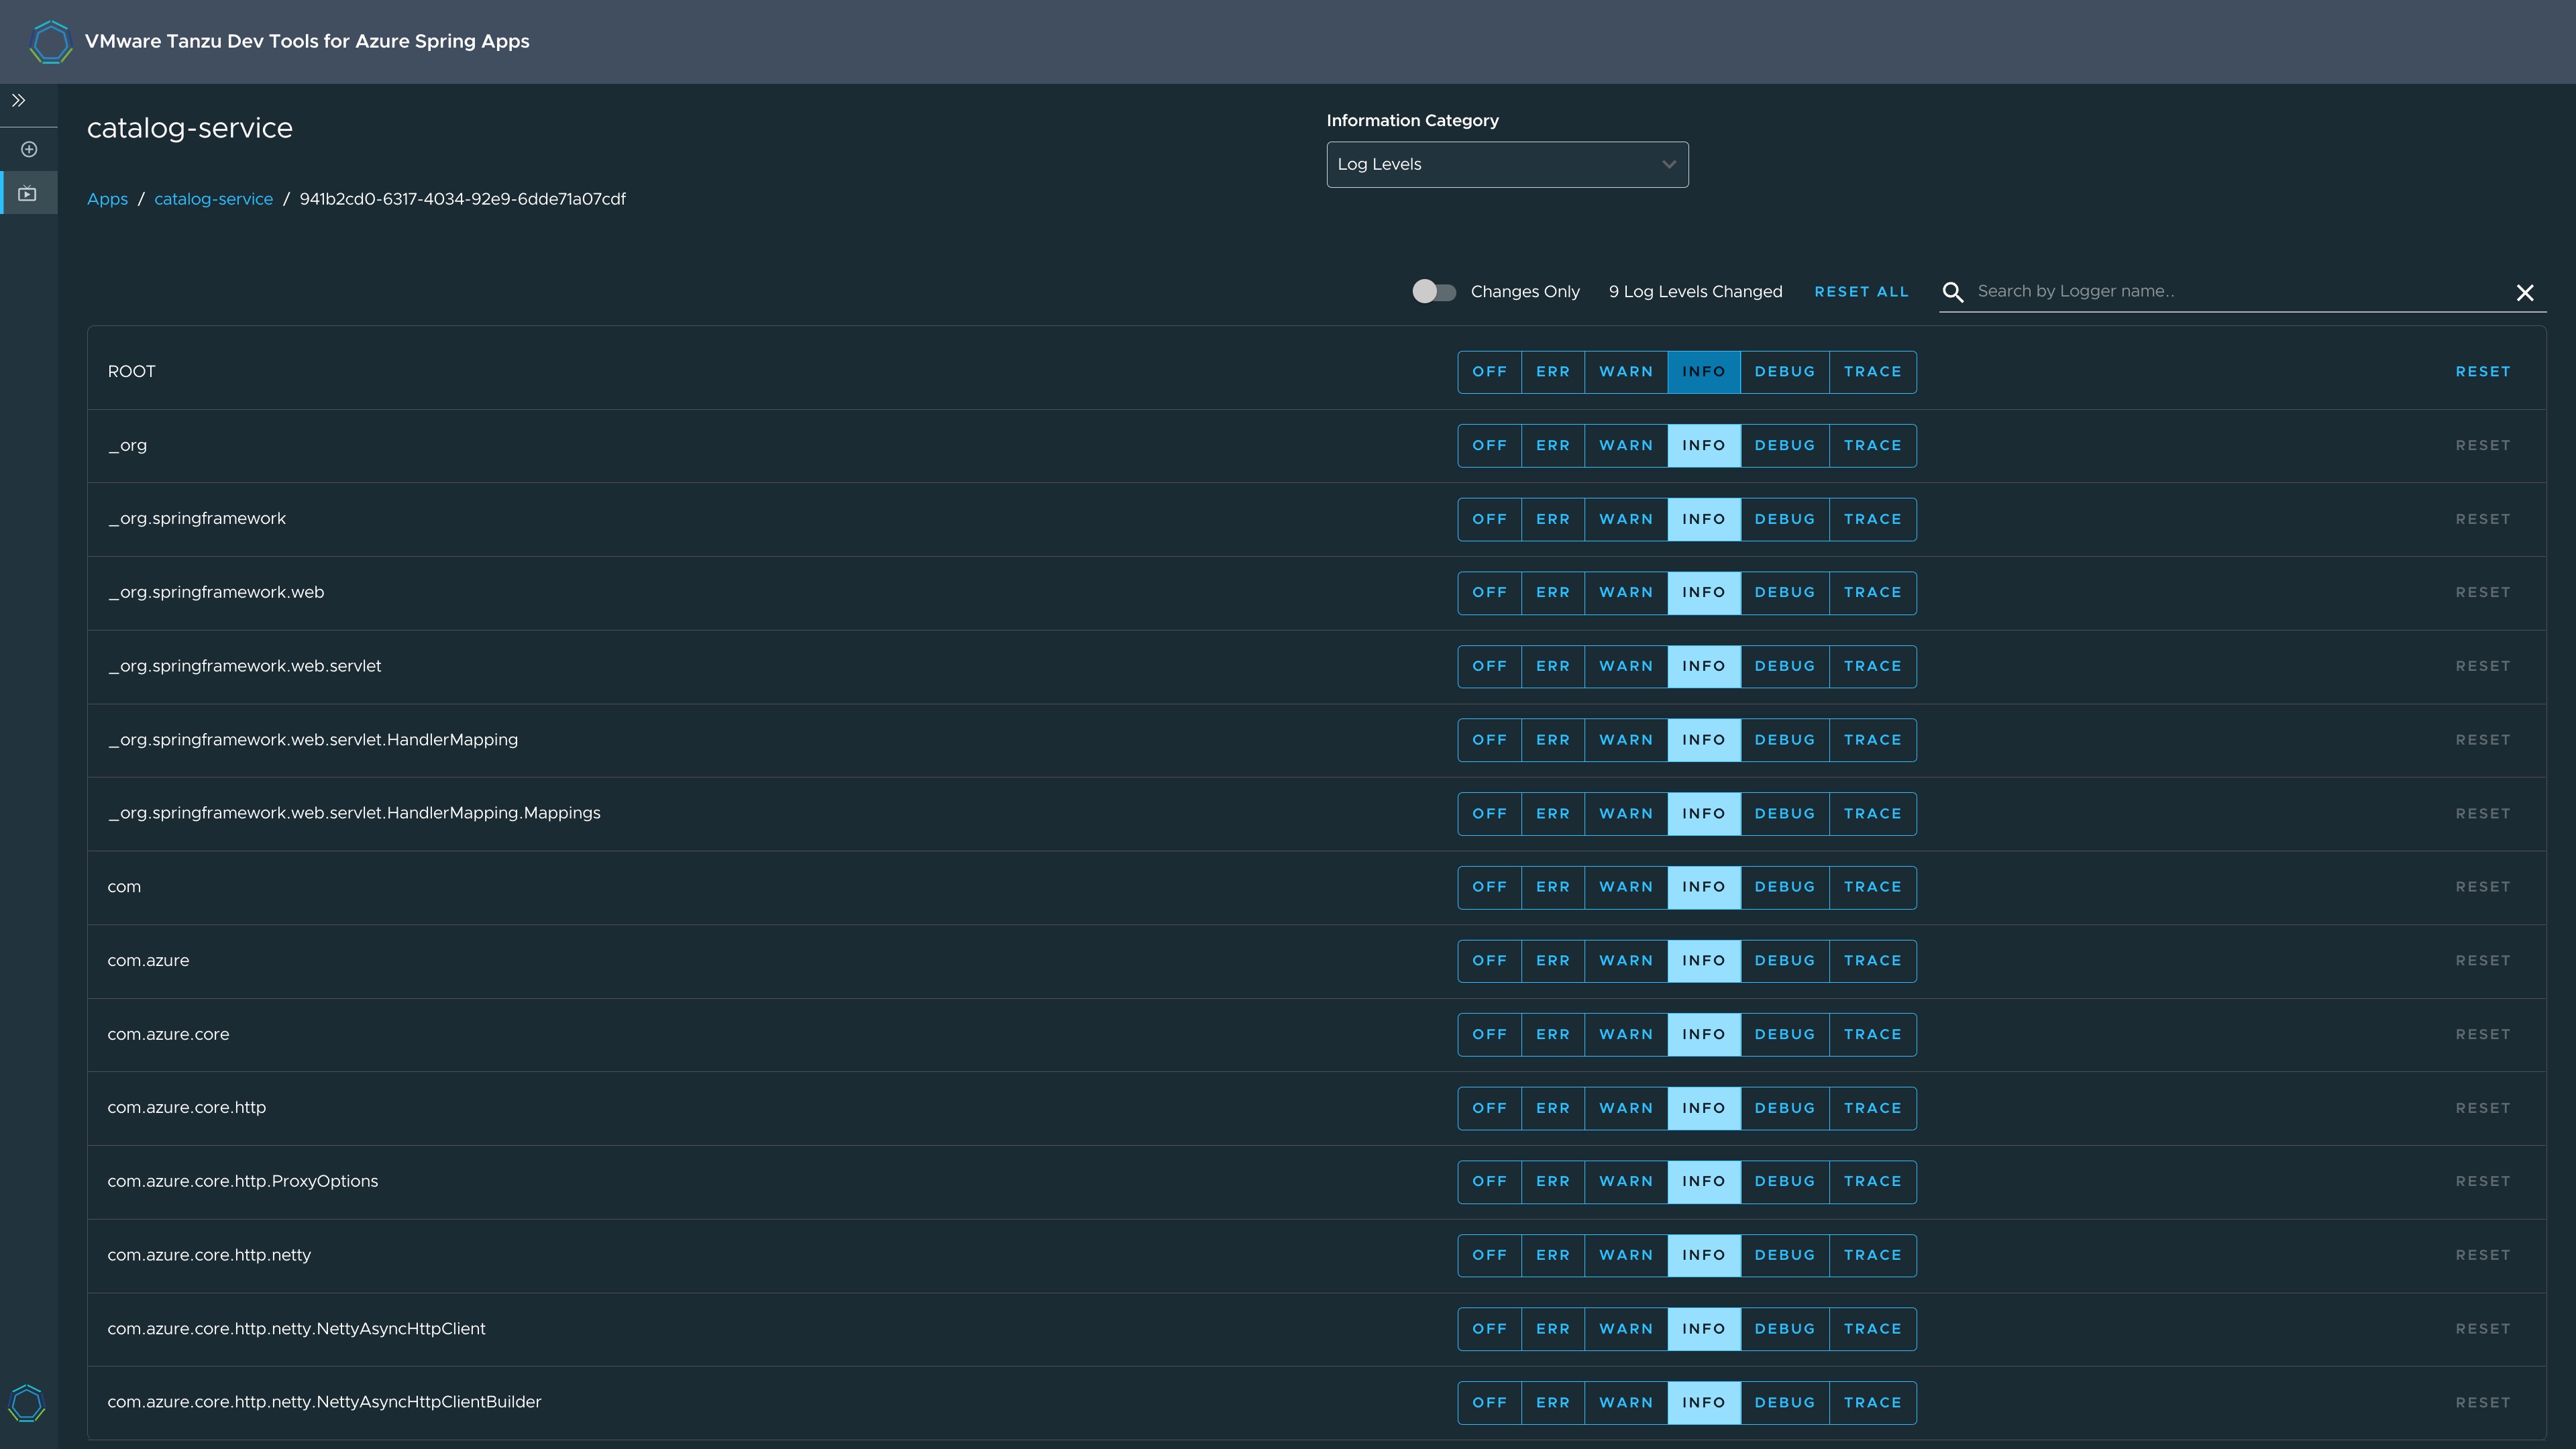 VMware Tanzu Dev Tools for Azure Spring Apps
catalog-service
Information Category
Log Levels
Apps / catalog-service / 941b2cd0-6317-4034-92e9-6dde71a07cdf
Changes Only 9 Log Levels Changed RESET ALL Search by Logger name..
ROOT OFF ERR WARN INFO DEBUG TRACE RESET
_org OFF ERR WARN INFO DEBUG TRACE RESET
_org.springframework OFF ERR WARN INFO DEBUG TRACE RESET
_org.springframework.web OFF ERR WARN INFO DEBUG TRACE RESET
_org.springframework.web.servlet OFF ERR WARN INFO DEBUG TRACE RESET
_org.springframework.web.servlet.HandlerMapping OFF ERR WARN INFO DEBUG TRACE RESET
_org.springframework.web.servlet.HandlerMapping.Mappings OFF ERR WARN INFO DEBUG TRACE RESET
com OFF ERR WARN INFO DEBUG TRACE RESET
com.azure OFF ERR WARN INFO DEBUG TRACE RESET
com.azure.core OFF ERR WARN INFO DEBUG TRACE RESET
com.azure.core.http OFF ERR WARN INFO DEBUG TRACE RESET
com.azure.core.http.ProxyOptions OFF ERR WARN INFO DEBUG TRACE RESET
com.azure.core.http.netty OFF ERR WARN INFO DEBUG TRACE RESET
com.azure.core.http.netty.NettyAsyncHttpClient OFF ERR WARN INFO DEBUG TRACE RESET
com.azure.core.http.netty.NettyAsyncHttpClientBuilder OFF ERR WARN INFO DEBUG TRACE RESET